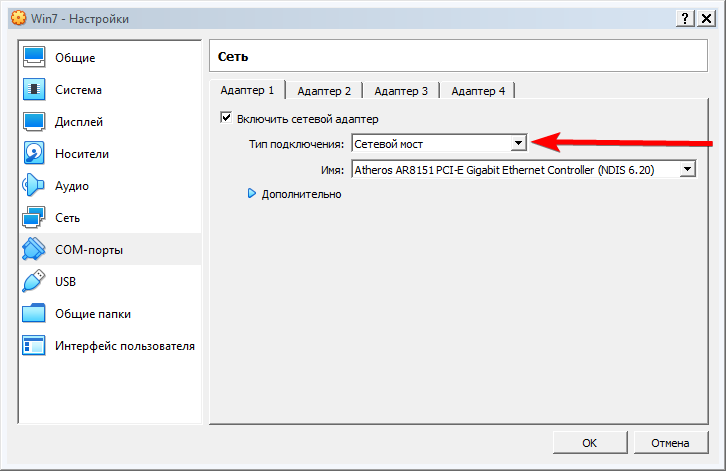 Win7 - Настройки
?
Общие
Система
Дисплей
Носители
Аудио
Сеть
COM-порты
USB
Общие папки
Интерфейс пользователя
Сеть
Адаптер 1 Адаптер 2 Адаптер 3 Адаптер 4
Включить сетевой адаптер
Тип подключения: Сетевой мост
Имя: Atheros AR8151 PCI-E Gigabit Ethernet Controller (NDIS 6.20)
Дополнительно
OK Отмена